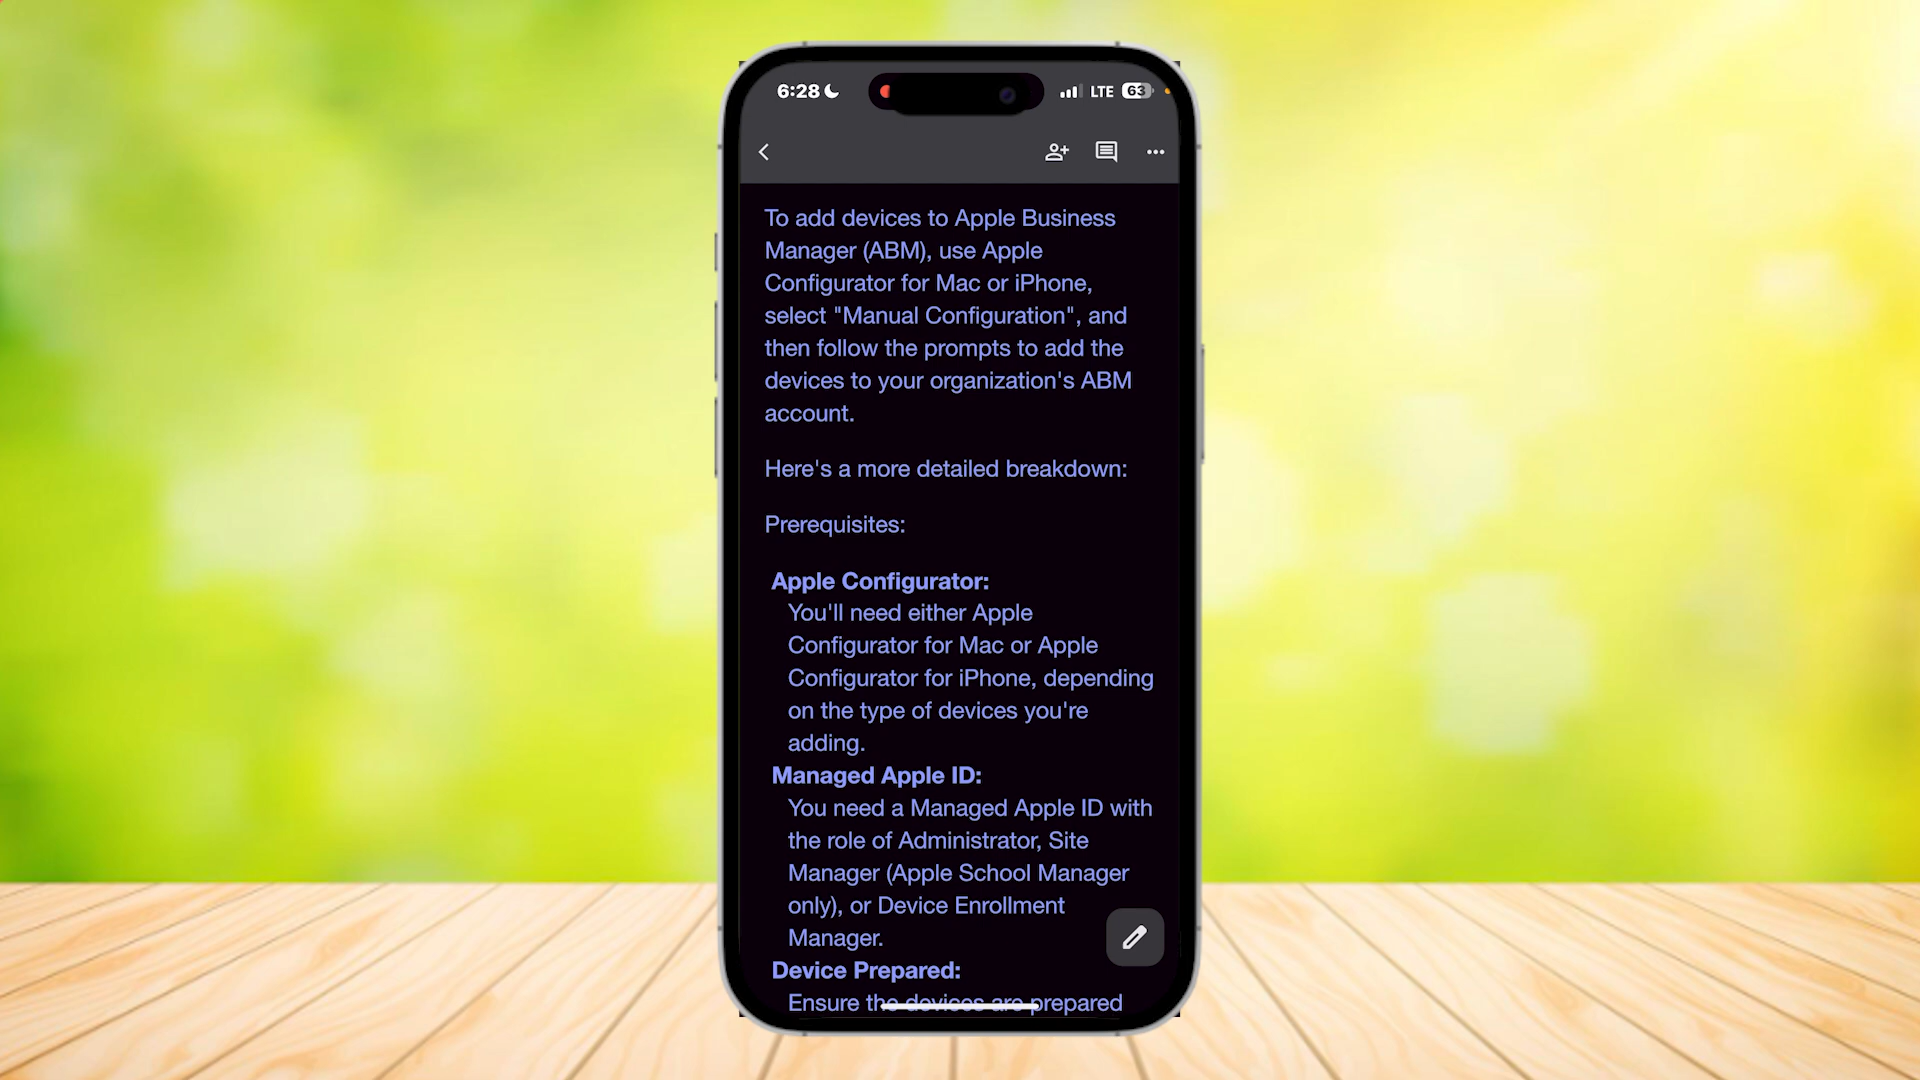 6:28
LTE
63
To add devices to Apple Business
Manager (ABM), use Apple
Configurator for Mac or iPhone,
select "Manual Configuration", and
then follow the prompts to add the
devices to your organization's ABM
account.
Here's a more detailed breakdown:
Prerequisites:
Apple Configurator:
You'll need either Apple
Configurator for Mac or Apple
Configurator for iPhone, depending
on the type of devices you're
adding.
Managed Apple ID:
You need a Managed Apple ID with
the role of Administrator, Site
Manager (Apple School Manager
only), or Device Enrollment
Manager.
Device Prepared:
Ensure the devices are prepared